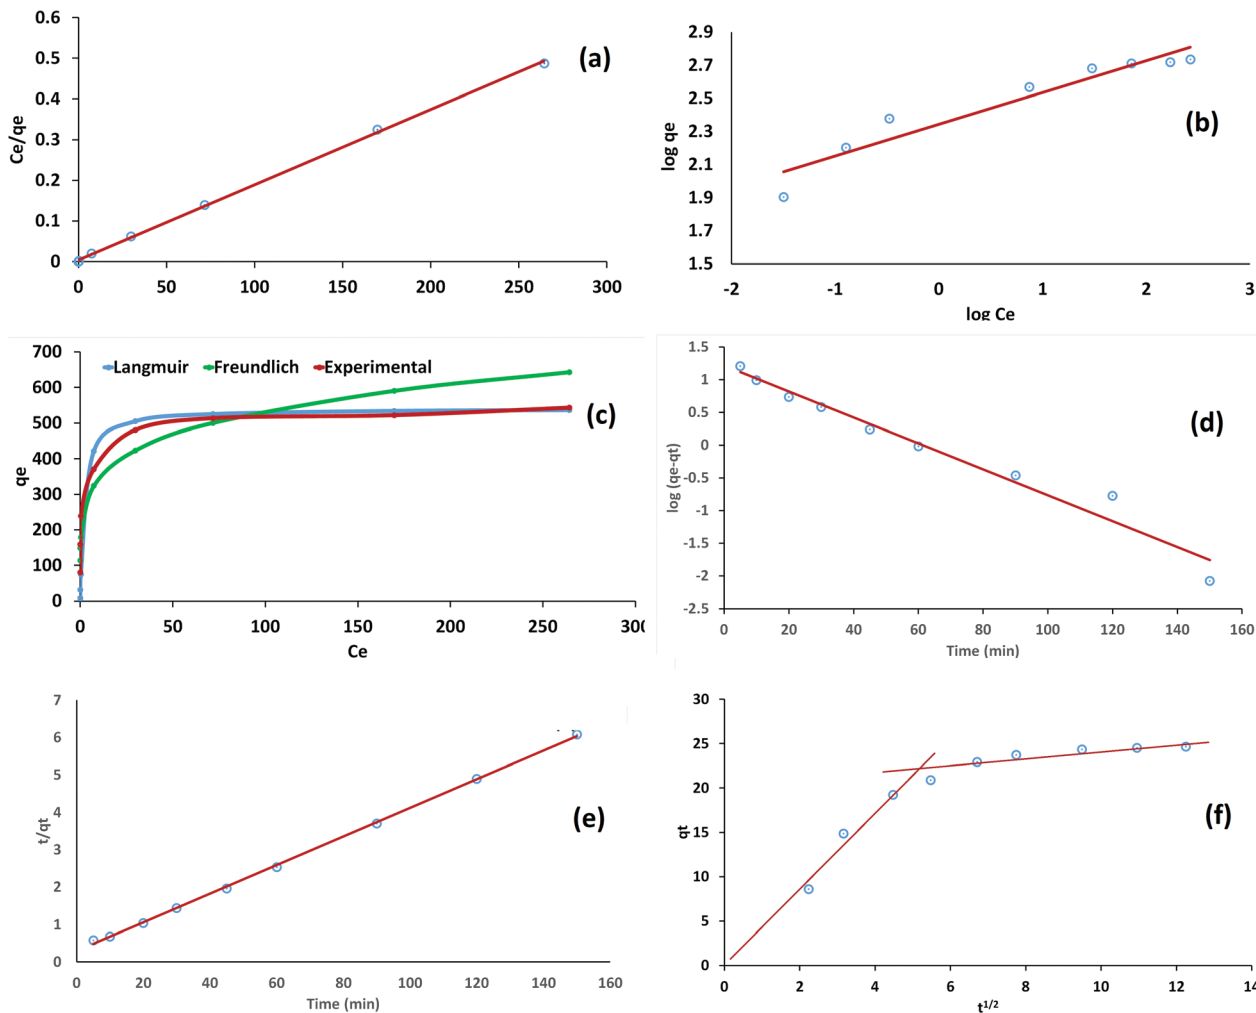 0.6
0.5
0.4
0.3
0.2
0.1
0
Ce/qe
(a)
0 50 100 150 200 250 300
2.9
2.7
2.5
2.3
2.1
1.9
1.7
1.5
log qe
(b)
-2 -1 0 1 2 3
log Ce
700
600
500
400
300
200
100
0
qe
Langmuir Freundlich Experimental
(c)
0 50 100 150 200 250 300
Ce
1.5
1
0.5
0
-0.5
-1
-1.5
-2
-2.5
log (qe-qt)
(d)
0 20 40 60 80 100 120 140 160
Time (min)
7
6
5
4
3
2
1
0
t/qt
(e)
0 20 40 60 80 100 120 140 160
Time (min)
30
25
20
15
10
5
0
qt
(f)
0 2 4 6 8 10 12 14
t1/2